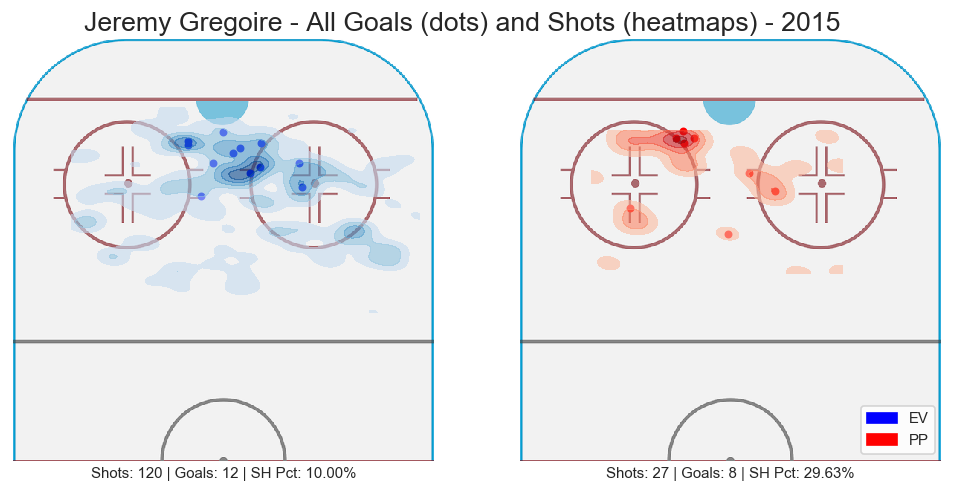 Jeremy Gregoire - All Goals (dots) and Shots (heatmaps) - 2015
EV
PP
Shots: 120 | Goals: 12 | SH Pct: 10.00%
Shots: 27 | Goals: 8 | SH Pct: 29.63%